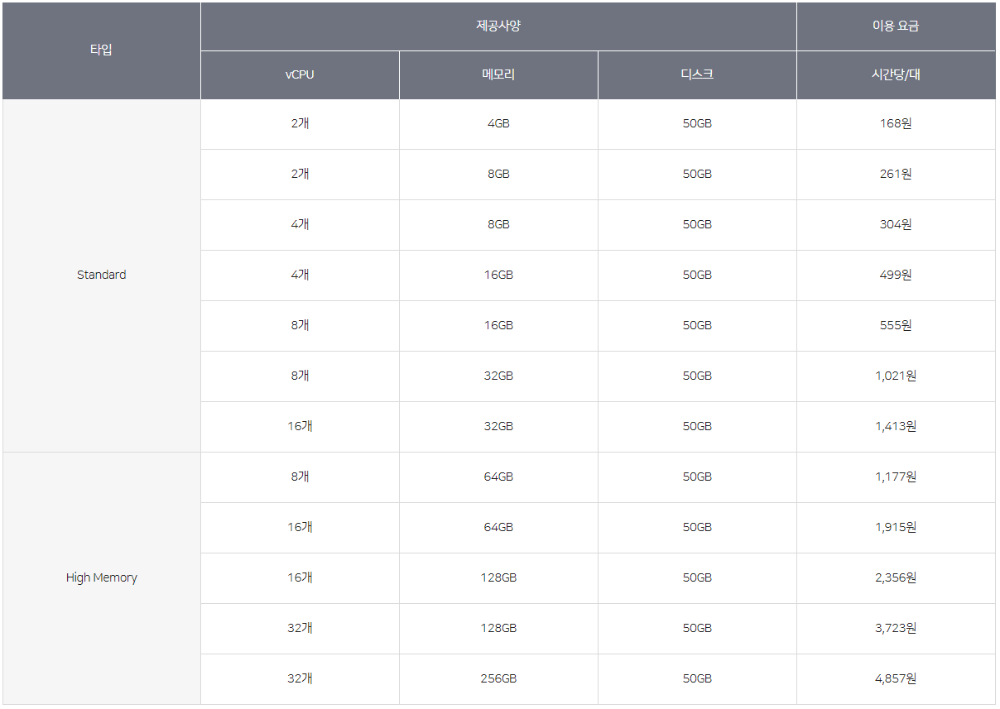 타입 제공사양 이용 요금
vCPU 메모리 디스크 시간당/대
Standard
2개 4GB 50GB 168원
2개 8GB 50GB 261원
4개 8GB 50GB 304원
4개 16GB 50GB 499원
8개 16GB 50GB 555원
8개 32GB 50GB 1,021원
16개 32GB 50GB 1,413원
High Memory
8개 64GB 50GB 1,177원
16개 64GB 50GB 1,915원
16개 128GB 50GB 2,356원
32개 128GB 50GB 3,723원
32개 256GB 50GB 4,857원